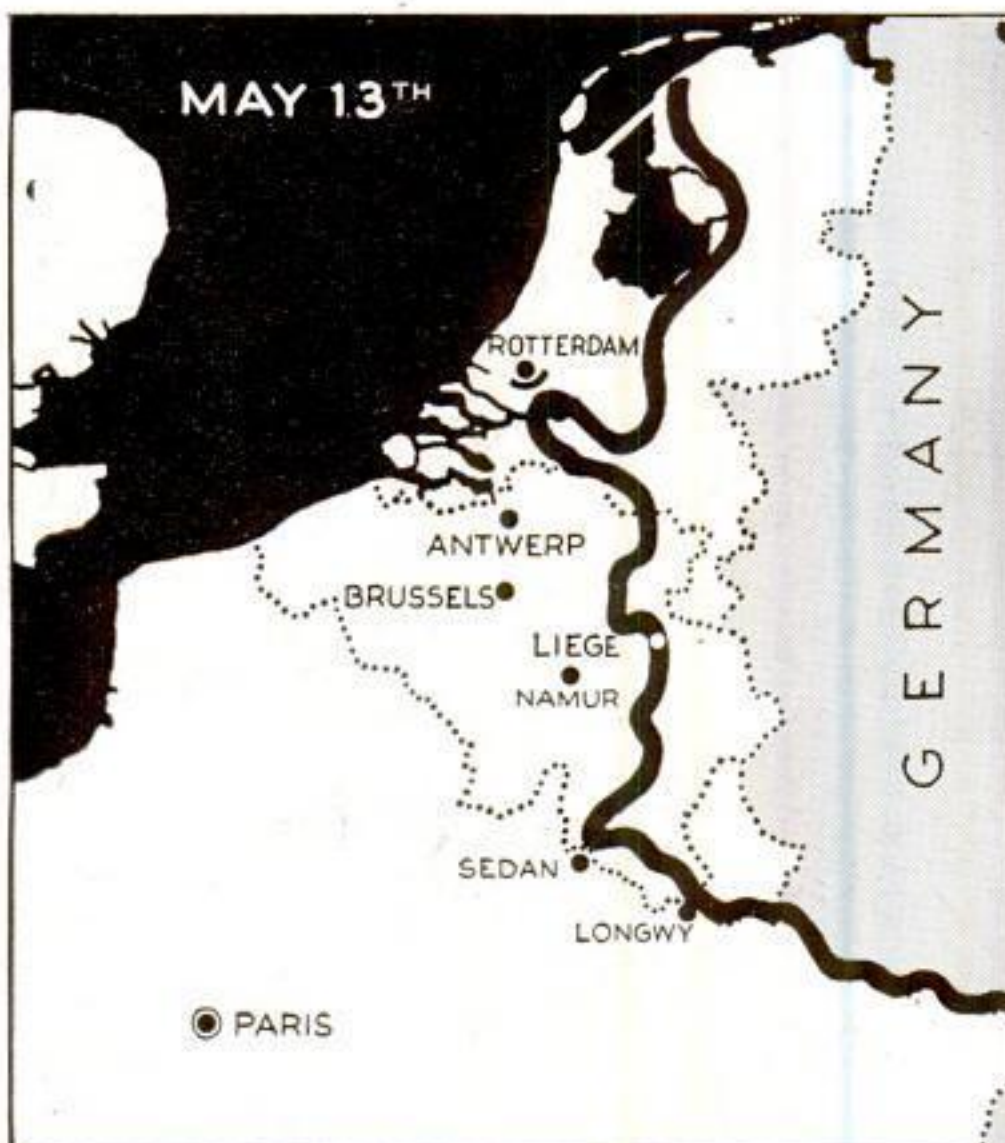 MAY 13TH
ROTTERDAM
ANTWERP
BRUSSELS
LIEGE
NAMUR
SEDAN
LONGWY
PARIS
GERMANY